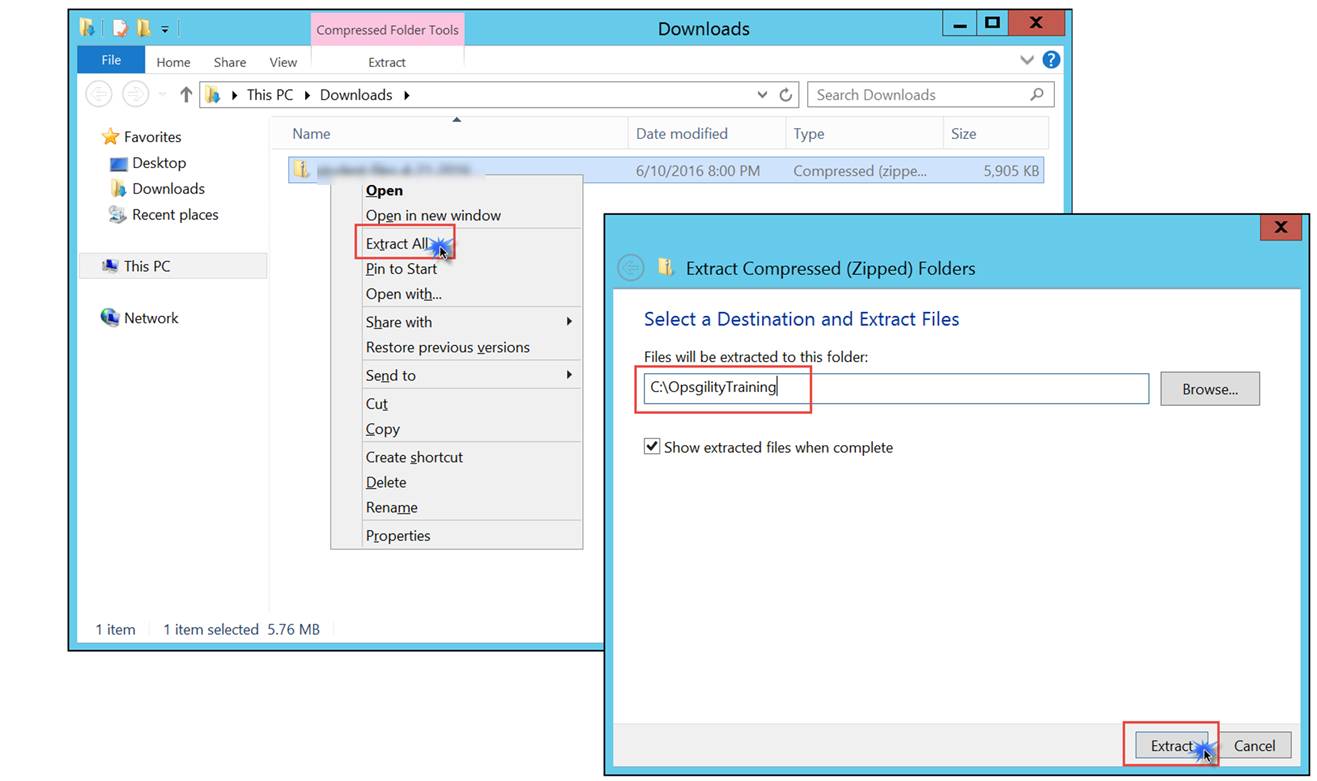 Compressed Folder Tools
Downloads
File Home Share View Extract
This PC Downloads
Search Downloads
Name Date modified Type Size
6/10/2016 8:00 PM Compressed (zippe... 5,905 KB
Favorites
Desktop
Downloads
Recent places
This PC
Network
Open
Open in new window
Extract All
Pin to Start
Open with...
Share with
Restore previous versions
Send to
Cut
Copy
Create shortcut
Delete
Rename
Properties
1 item 1 item selected 5.76 MB
Extract Compressed (Zipped) Folders
Select a Destination and Extract Files
Files will be extracted to this folder:
C:\OpsgilityTraining
Browse...
Show extracted files when complete
Extract Cancel